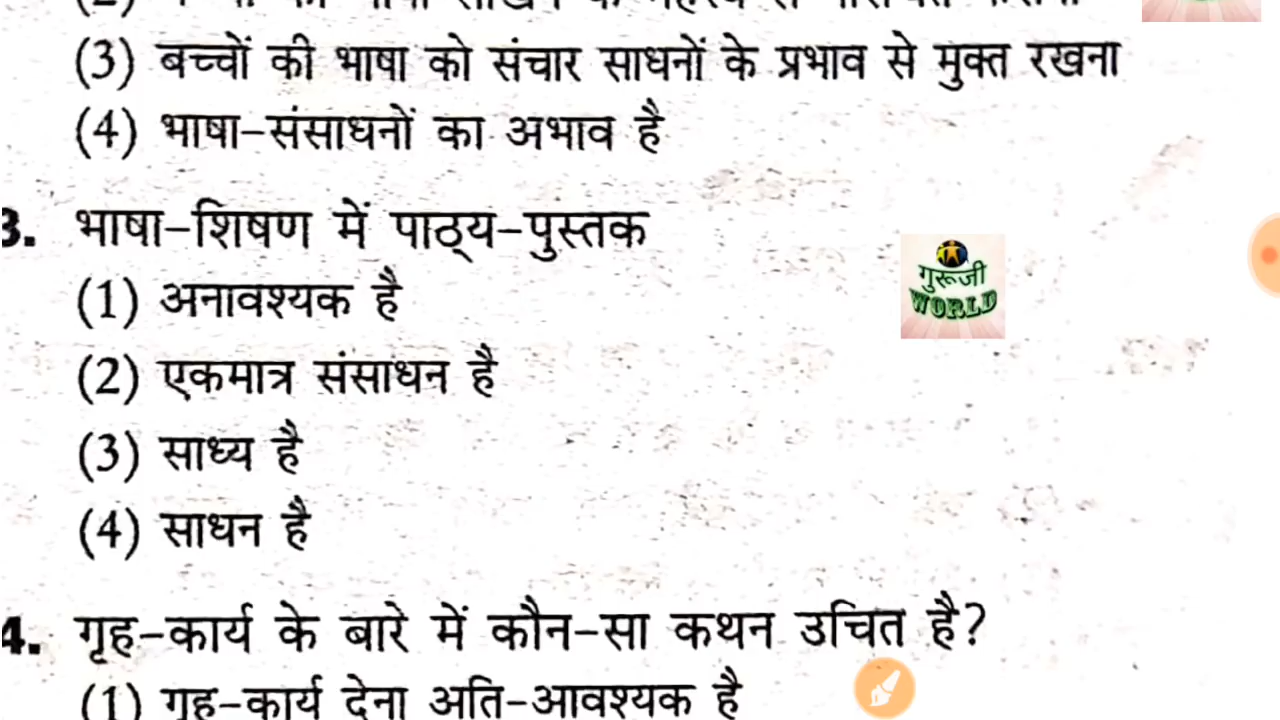 (3) बच्चों की भाषा को संचार साधनों के प्रभाव से मुक्त रखना
(4) भाषा-संसाधनों का अभाव है
3. भाषा-शिषण में पाठ्य-पुस्तक
गुरूजी
WORLD
(1) अनावश्यक है
(2) एकमात्र संसाधन है
(3) साध्य है
(4) साधन है
4. गृह-कार्य के बारे में कौन-सा कथन उचित है?
(1) गृह-कार्य देना अति-आवश्यक है